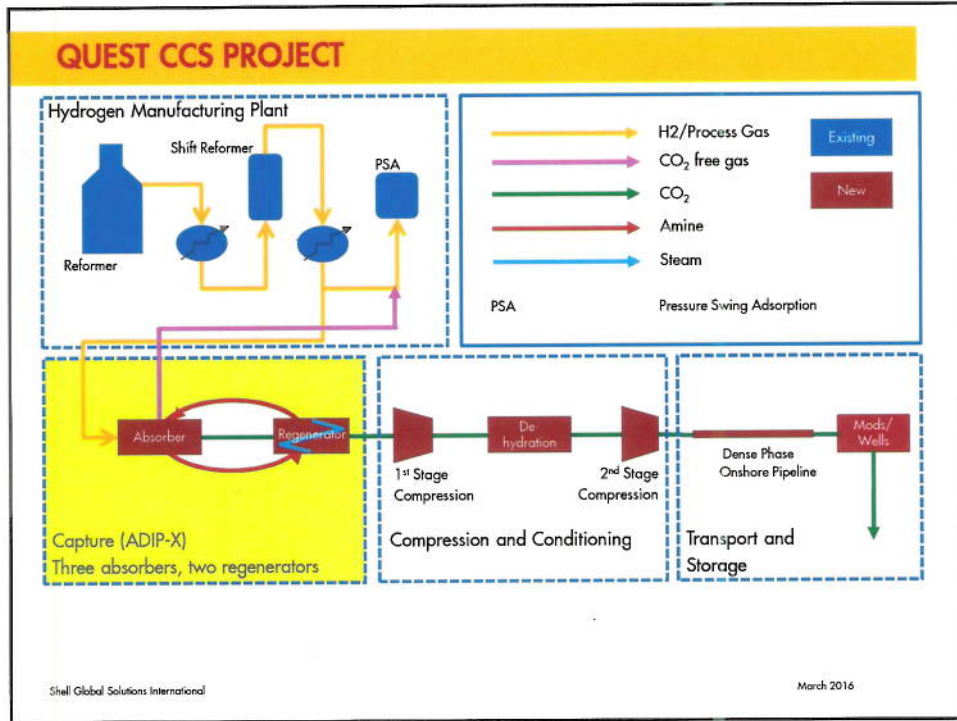 QUEST CCS PROJECT
Hydrogen Manufacturing Plant
Shift Reformer
PSA
Reformer
H2/Process Gas
CO₂ free gas
CO₂
Amine
Steam
PSA
Pressure Swing Adsorption
Existing
New
Absorber
Regenerator
Capture (ADIP-X)
Three absorbers, two regenerators
1st Stage
Compression
De
hydration
2nd Stage
Compression
Compression and Conditioning
Dense Phase
Onshore Pipeline
Mods/
Wells
Transport and
Storage
Shell Global Solutions International
March 2016